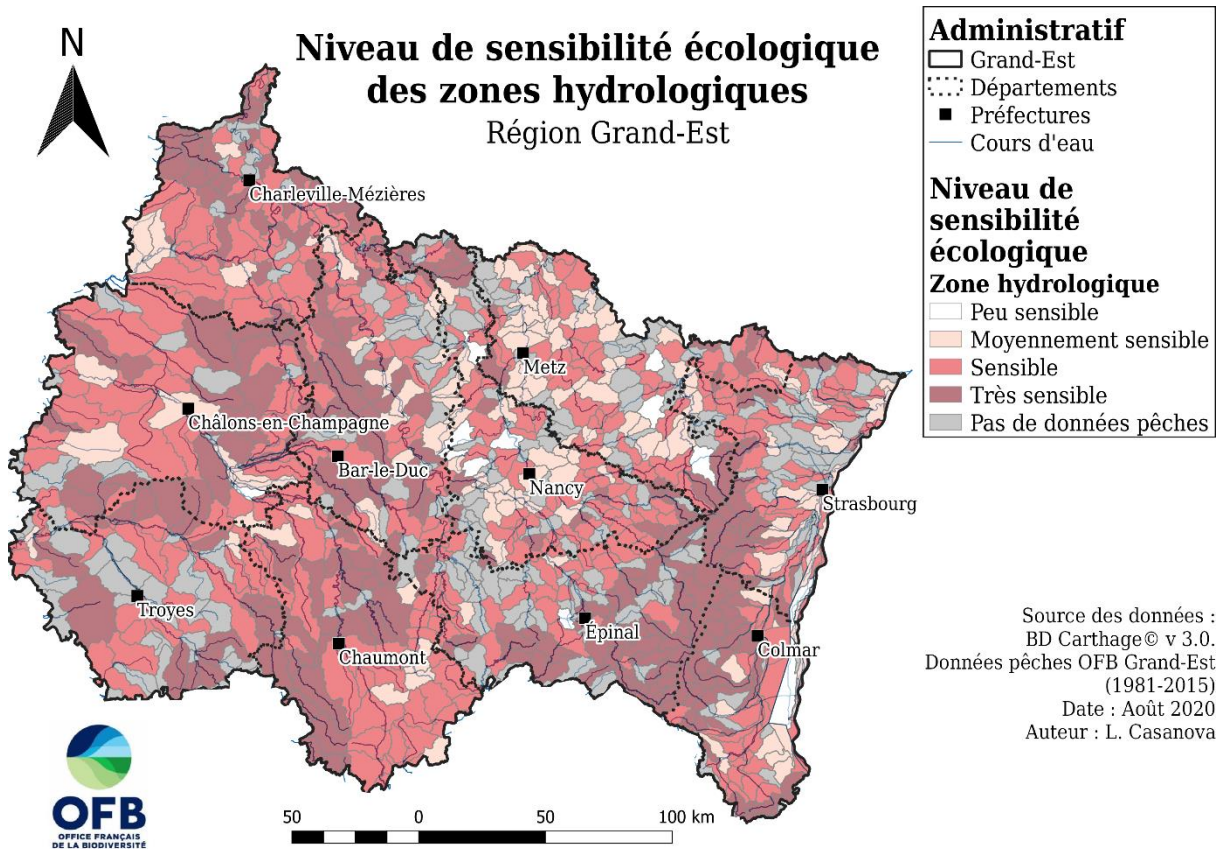 N
Niveau de sensibilité écologique
des zones hydrologiques
Région Grand-Est
Administratif
Grand-Est
Départements
Préfectures
Cours d'eau
Niveau de
sensibilité
écologique
Zone hydrologique
Peu sensible
Moyennement sensible
Sensible
Très sensible
Pas de données pêches
Charleville-Mézières
Metz
Châlons-en-Champagne
Bar-le-Duc
Nancy
Strasbourg
Troyes
Épinal
Chaumont
Colmar
Source des données :
BD Carthage© v 3.0.
Données pêches OFB Grand-Est
(1981-2015)
Date : Août 2020
Auteur : L. Casanova
OFB
OFFICE FRANÇAIS
DE LA BIODIVERSITÉ
50 0 50 100 km